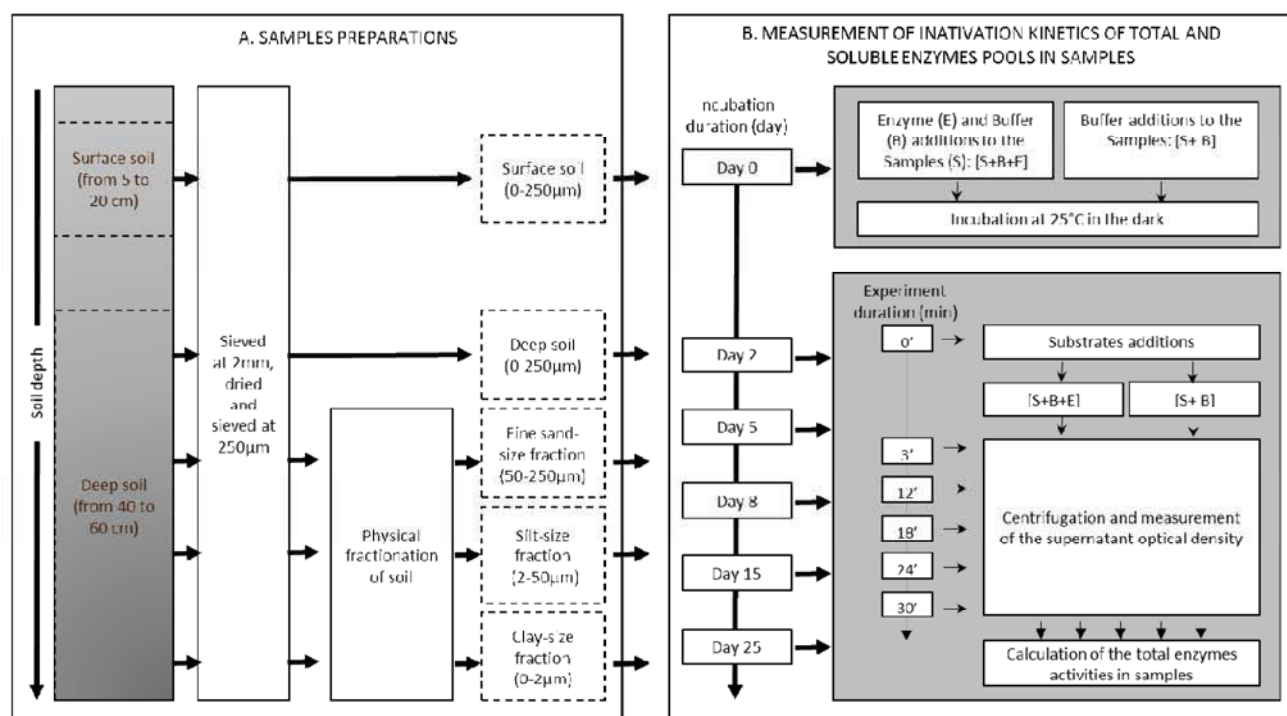 A. SAMPLES PREPARATIONS
Soil depth
Surface soil
(from 5 to
20 cm)
Deep soil
(from 40 to
60 cm)
Sieved
at 2mm,
dried
and
sieved at
250µm
Physical
fractionation
of soil
Surface soil
(0-250µm)
Deep soil
(0-250µm)
Fine sand-
size fraction
(50-250µm)
Silt-size
fraction
(2-50µm)
Clay-size
fraction
(0-2µm)
B. MEASUREMENT OF INATIVATION KINETICS OF TOTAL AND
SOLUBLE ENZYMES POOLS IN SAMPLES
ncubation
duration (day)
Day 0
Day 2
Day 5
Day 8
Day 15
Day 25
Enzyme (E) and Buffer
(B) additions to the
Samples (S): [S+B+E]
Buffer additions to the
Samples: [S+ B]
Incubation at 25°C in the dark
Experiment
duration (min)
0'
3'
12'
18'
24'
30'
Substrates additions
[S+B+E]
[S+ B]
Centrifugation and measurement
of the supernatant optical density
Calculation of the total enzymes
activities in samples